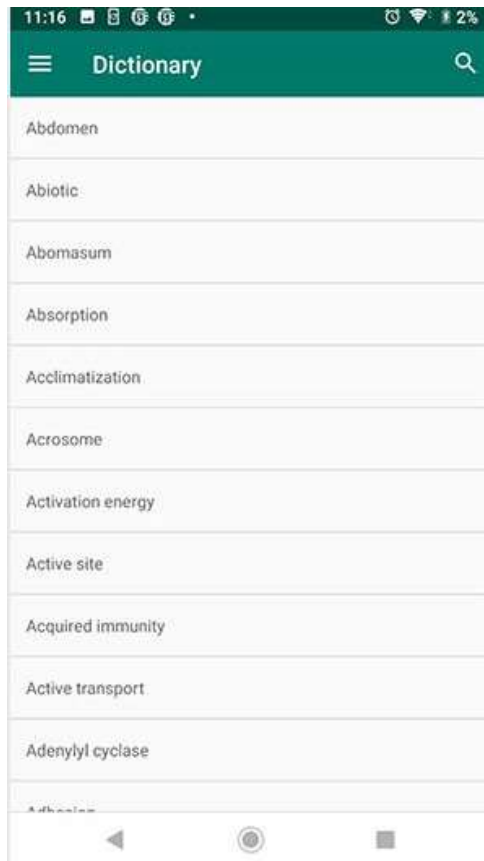 11:16
2%
Dictionary
Abdomen
Abiotic
Abomasum
Absorption
Acclimatization
Acrosome
Activation energy
Active site
Acquired immunity
Active transport
Adenylyl cyclase
Adhesion